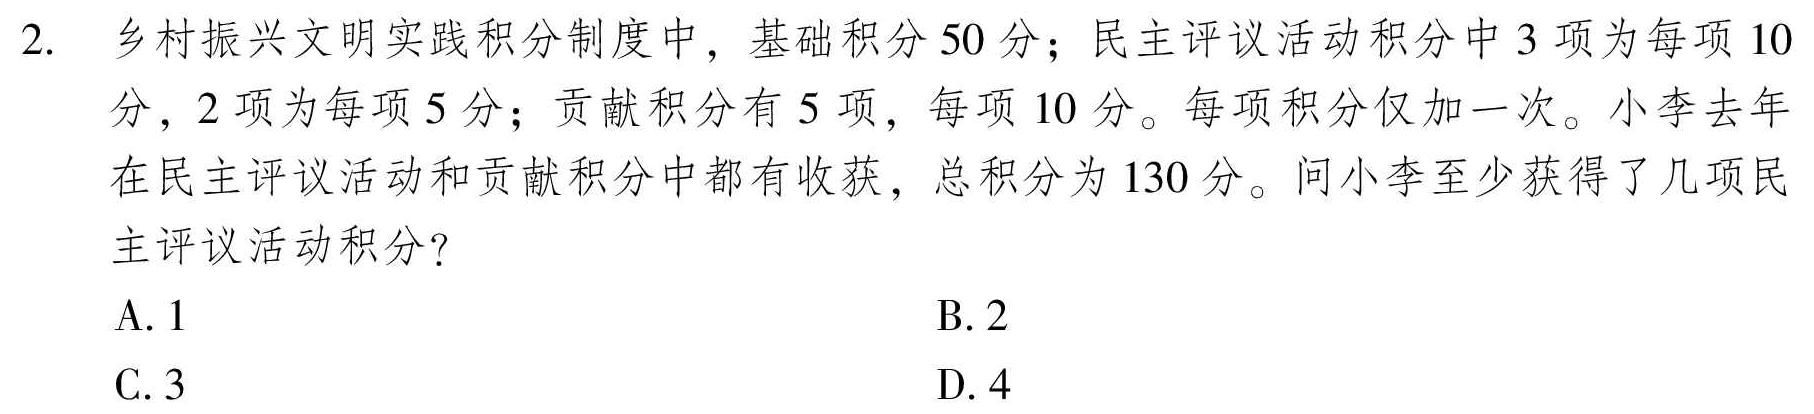 2. 乡村振兴文明实践积分制度中，基础积分 50 分；民主评议活动积分中 3 项为每项 10
分，2 项为每项 5 分；贡献积分有 5 项，每项 10 分。每项积分仅加一次。小李去年
在民主评议活动和贡献积分中都有收获，总积分为 130 分。问小李至少获得了几项民
主评议活动积分？
A. 1 B. 2
C. 3 D. 4